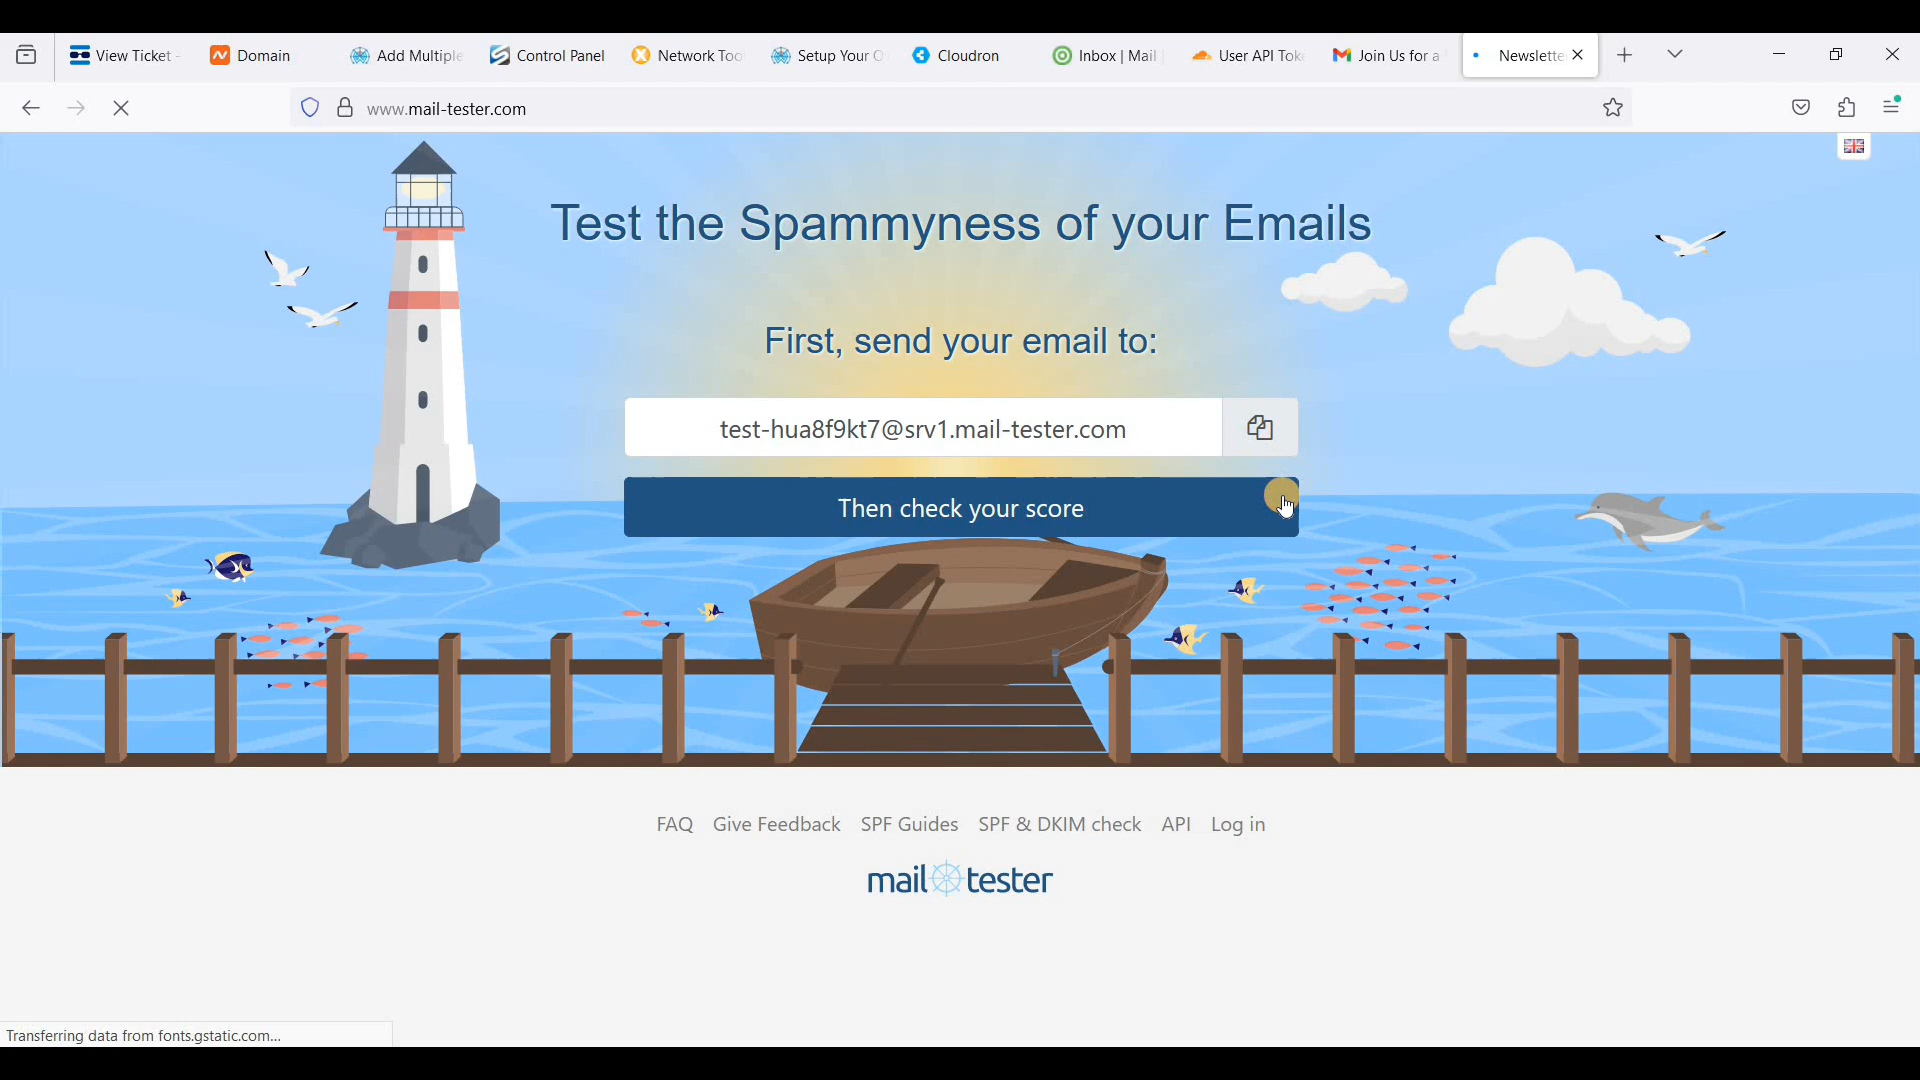 View Ticket -
Domain
Add Multiple
Control Panel
Network Too
Setup Your O
Cloudron
Inbox | Mail
User API Toke
Join Us for a
Newslette
www.mail-tester.com
Test the Spammyness of your Emails
First, send your email to:
test-hua8f9kt7@srv1.mail-tester.com
Then check your score
FAQ Give Feedback SPF Guides SPF & DKIM check API Log in
mail tester
Transferring data from fonts.gstatic.com...